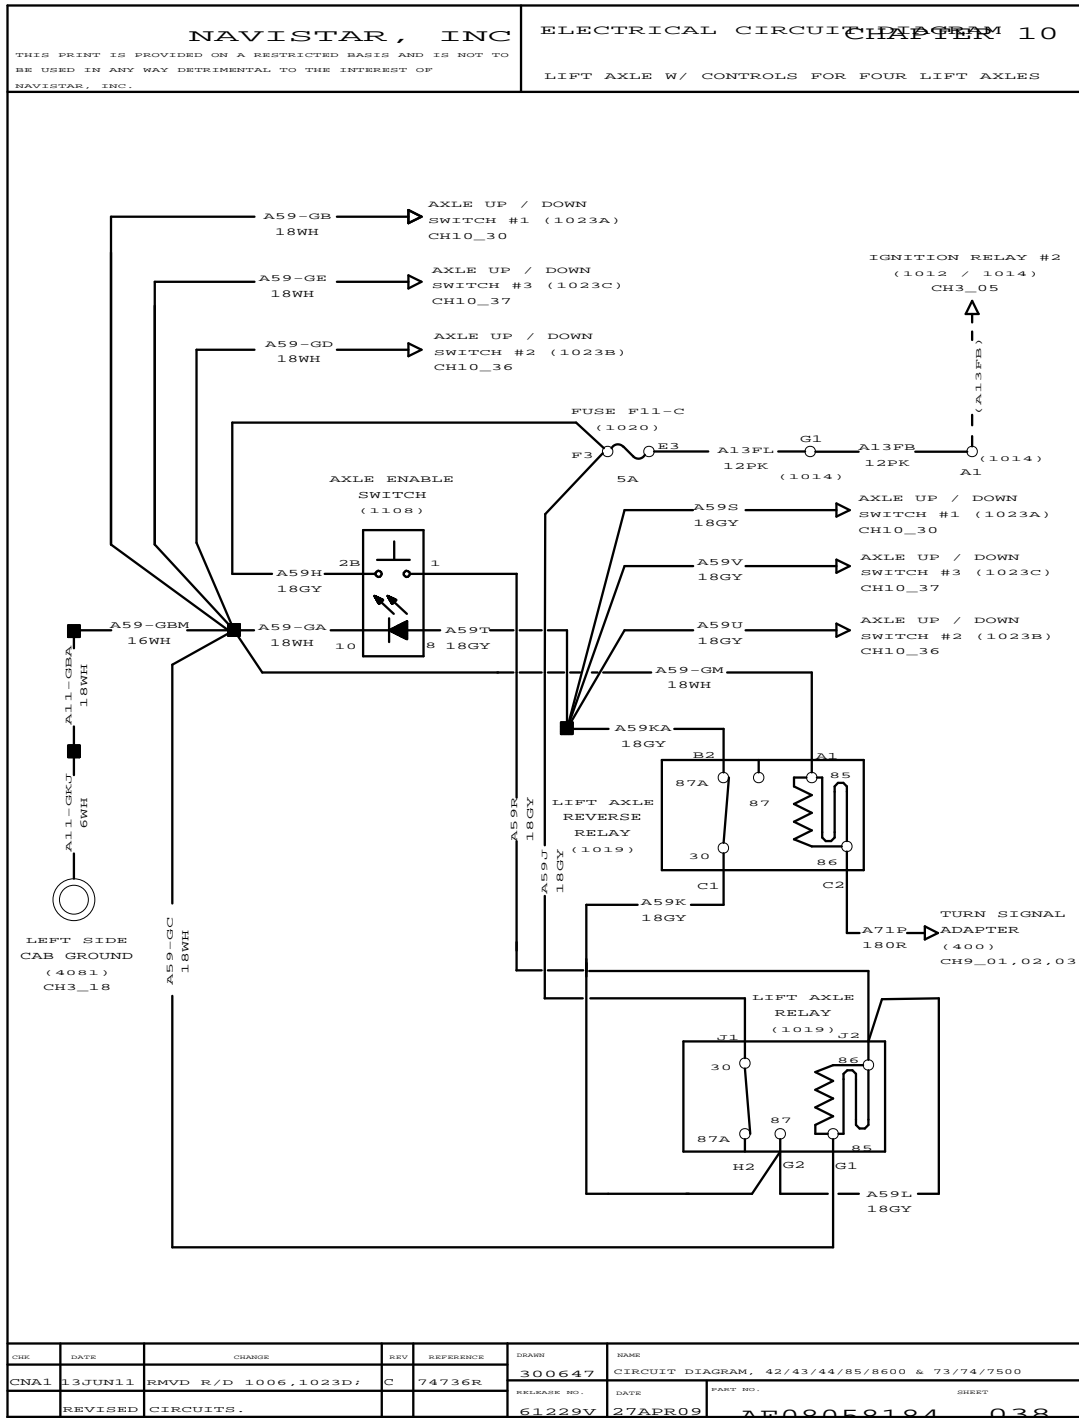 NAVISTAR, INC
THIS PRINT IS PROVIDED ON A RESTRICTED BASIS AND IS NOT TO
BE USED IN ANY WAY DETRIMENTAL TO THE INTEREST OF
NAVISTAR, INC.
ELECTRICAL CIRCUIT DIAGRAM
CHAPTER 10
LIFT AXLE W/ CONTROLS FOR FOUR LIFT AXLES
A59-GB
18WH
AXLE UP / DOWN
SWITCH #1 (1023A)
CH10_30
A59-GE
18WH
AXLE UP / DOWN
SWITCH #3 (1023C)
CH10_37
A59-GD
18WH
AXLE UP / DOWN
SWITCH #2 (1023B)
CH10_36
IGNITION RELAY #2
(1012 / 1014)
CH3_05
(A13FB)
FUSE F11-C
(1020)
F3
E3
5A
A13FL
12PK
G1
(1014)
A13FB
12PK
A1
(1014)
AXLE ENABLE
SWITCH
(1108)
2B
1
A59H
18GY
10
8
A59T
18GY
A59S
18GY
AXLE UP / DOWN
SWITCH #1 (1023A)
CH10_30
A59V
18GY
AXLE UP / DOWN
SWITCH #3 (1023C)
CH10_37
A59U
18GY
AXLE UP / DOWN
SWITCH #2 (1023B)
CH10_36
A59-GBM
16WH
A59-GA
18WH
A11-GBA
18WH
A11-GKJ
6WH
LEFT SIDE
CAB GROUND
(4081)
CH3_18
A59-GC
18WH
A59-GM
18WH
A59KA
18GY
B2
A1
87A
87
85
30
86
C1
C2
LIFT AXLE
REVERSE
RELAY
(1019)
A59R
18GY
A59J
18GY
A59K
18GY
A71P
18OR
TURN SIGNAL
ADAPTER
(400)
CH9_01,02,03
LIFT AXLE
RELAY
(1019)
J1
J2
30
86
87
87A
85
H2
G2
G1
A59L
18GY
CHK DATE CHANGE REV REFERENCE
CNA1 13JUN11 RMVD R/D 1006,1023D; C 74736R
REVISED CIRCUITS.
DRAWN
300647
NAME
CIRCUIT DIAGRAM, 42/43/44/85/8600 & 73/74/7500
RELEASE NO.
61229V
DATE
27APR09
PART NO.
AF08058184
SHEET
038